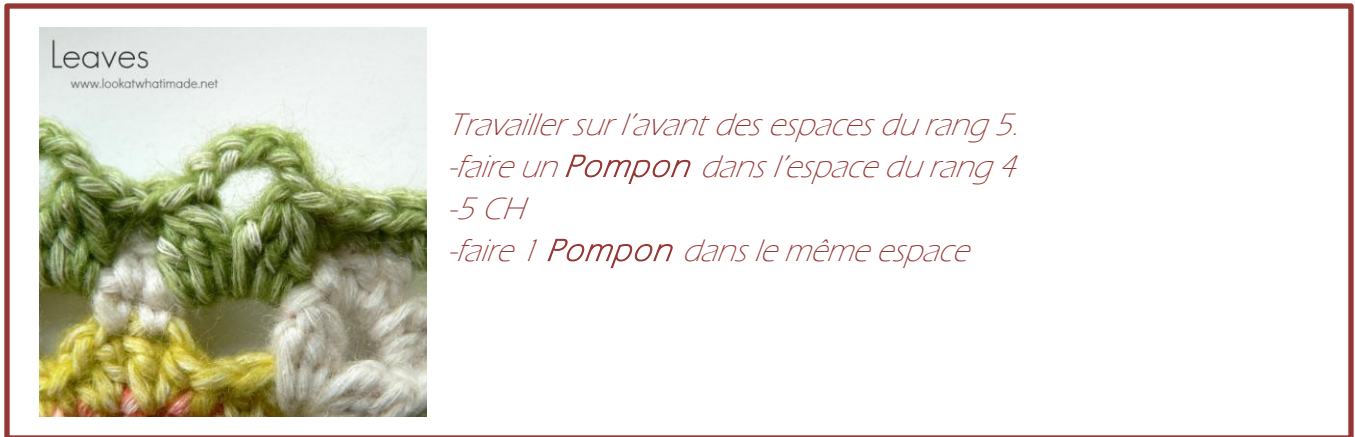 Leaves
www.lookatwhatimade.net
Travailler sur l'avant des espaces du rang 5.
-faire un Pompon dans l'espace du rang 4
-5 CH
-faire 1 Pompon dans le même espace